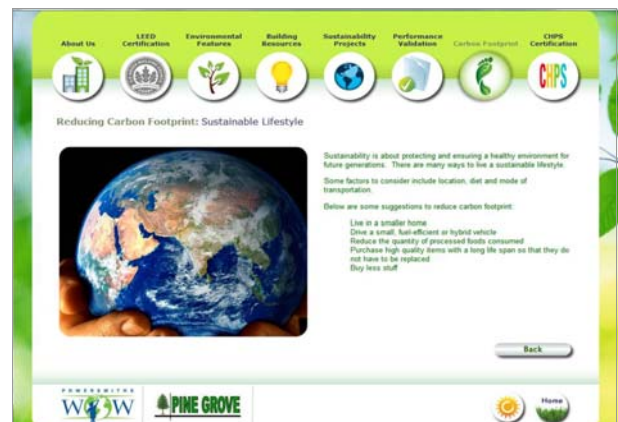 About Us
LEED Certification
Environmental Features
Building Resources
Sustainability Projects
Performance Validation
Carbon Footprint
CHPS Certification
CHPS
Reducing Carbon Footprint: Sustainable Lifestyle
Sustainability is about protecting and ensuring a healthy environment for
future generations. There are many ways to live a sustainable lifestyle.
Some factors to consider include location, diet and mode of
transportation.
Below are some suggestions to reduce carbon footprint:
Live in a smaller home
Drive a small, fuel-efficient or hybrid vehicle
Reduce the quantity of processed foods consumed
Purchase high quality items with a long life span so that they do
not have to be replaced
Buy less stuff
Back
POWERSMITHS
WOW
PINE GROVE
Home